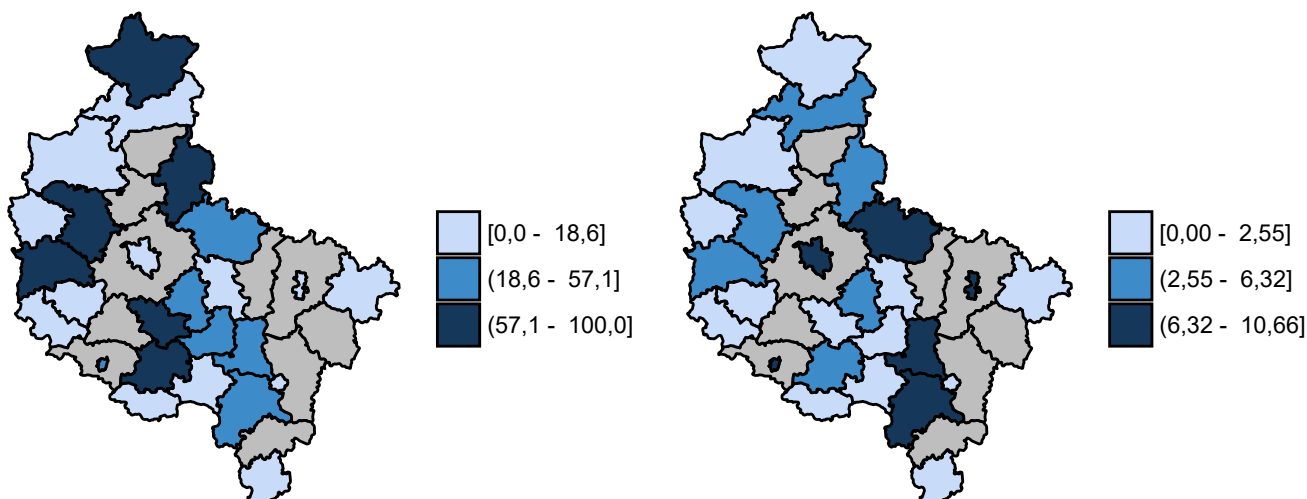 [0,0 - 18,6]
(18,6 - 57,1]
(57,1 - 100,0]
[0,00 - 2,55]
(2,55 - 6,32]
(6,32 - 10,66]